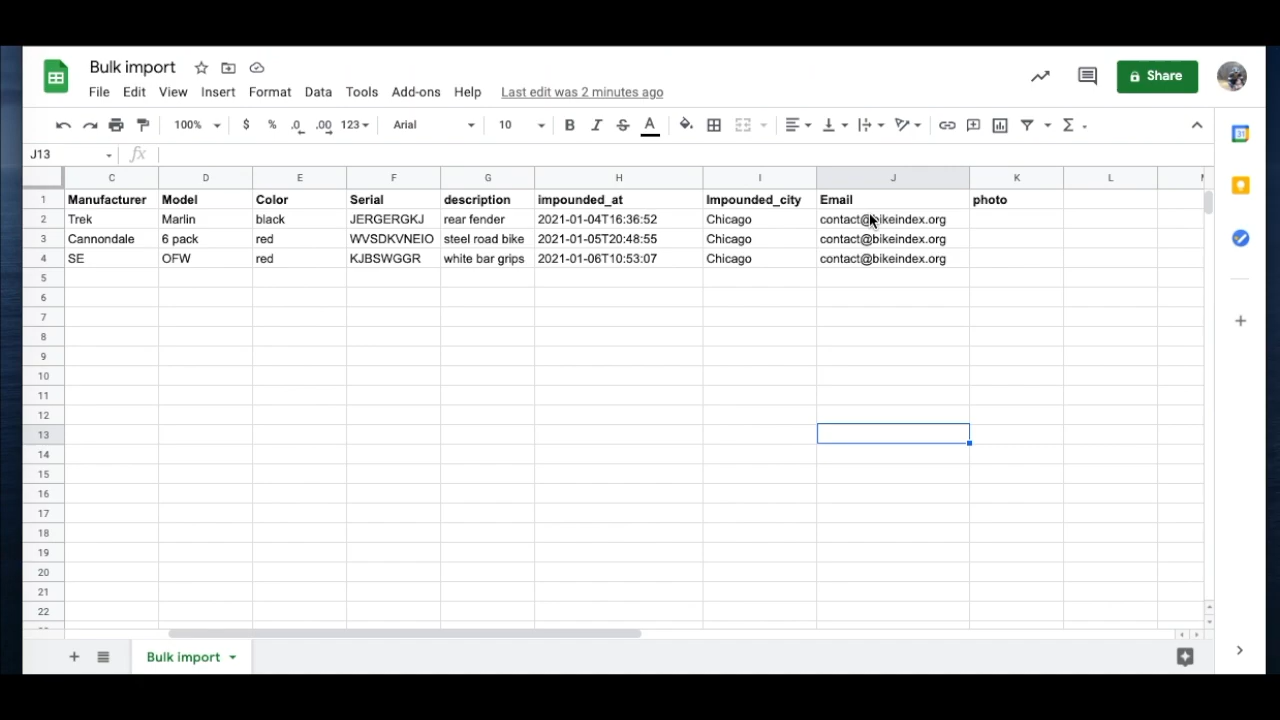 Bulk import
File Edit View Insert Format Data Tools Add-ons Help Last edit was 2 minutes ago
Share
100% $ % .0 .00 123 Arial 10 B I S A
J13 fx
C D E F G H I J K L
1 Manufacturer Model Color Serial description impounded_at Impounded_city Email photo
2 Trek Marlin black JERGERGKJ rear fender 2021-01-04T16:36:52 Chicago contact@bikeindex.org
3 Cannondale 6 pack red WVSDKVNEIO steel road bike 2021-01-05T20:48:55 Chicago contact@bikeindex.org
4 SE OFW red KJBSWGGR white bar grips 2021-01-06T10:53:07 Chicago contact@bikeindex.org
5
6
7
8
9
10
11
12
13
14
15
16
17
18
19
20
21
22
Bulk import
31